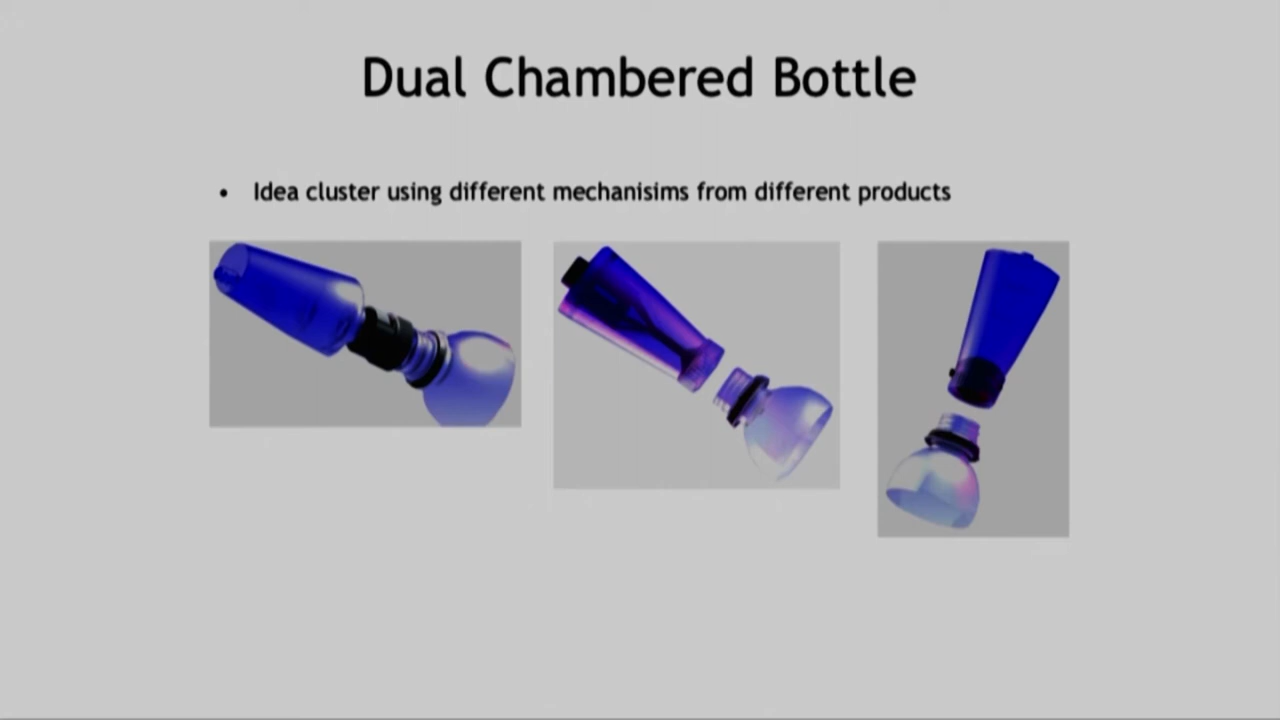 Dual Chambered Bottle
• Idea cluster using different mechanisims from different products